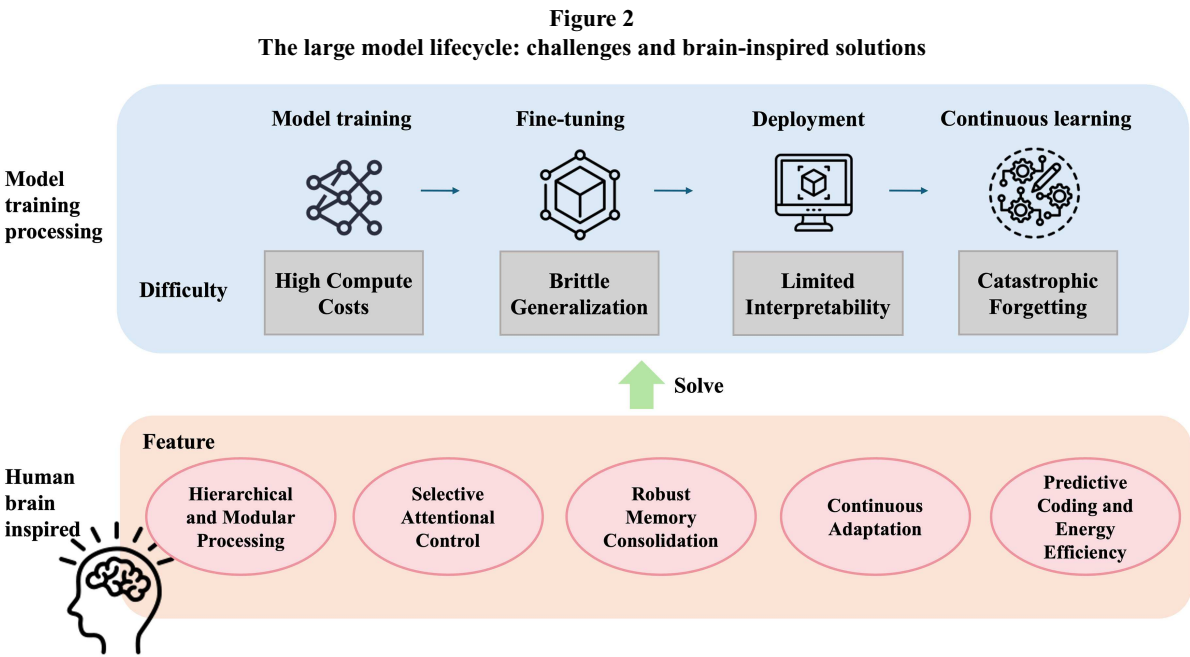 Figure 2
The large model lifecycle: challenges and brain-inspired solutions
Model
training
processing
Model training
Fine-tuning
Deployment
Continuous learning
Difficulty
High Compute
Costs
Brittle
Generalization
Limited
Interpretability
Catastrophic
Forgetting
Solve
Human
brain
inspired
Feature
Hierarchical
and Modular
Processing
Selective
Attentional
Control
Robust
Memory
Consolidation
Continuous
Adaptation
Predictive
Coding and
Energy
Efficiency